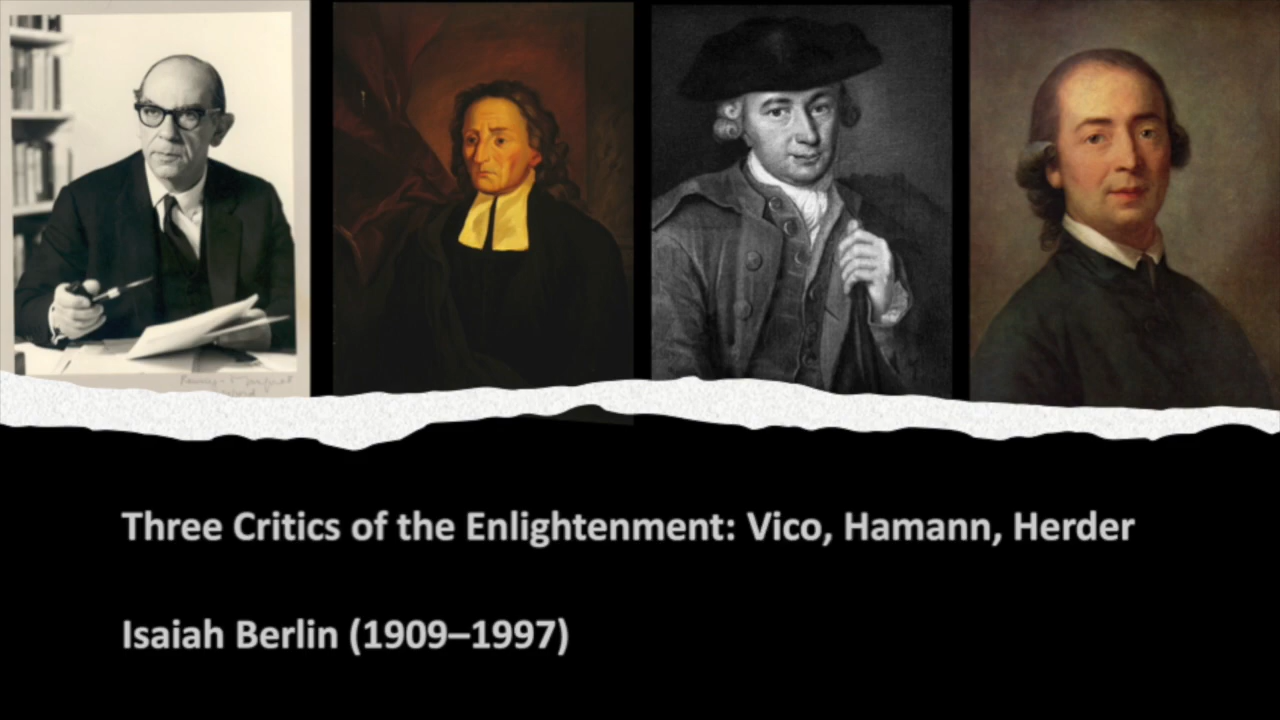 Three Critics of the Enlightenment: Vico, Hamann, Herder
Isaiah Berlin (1909–1997)